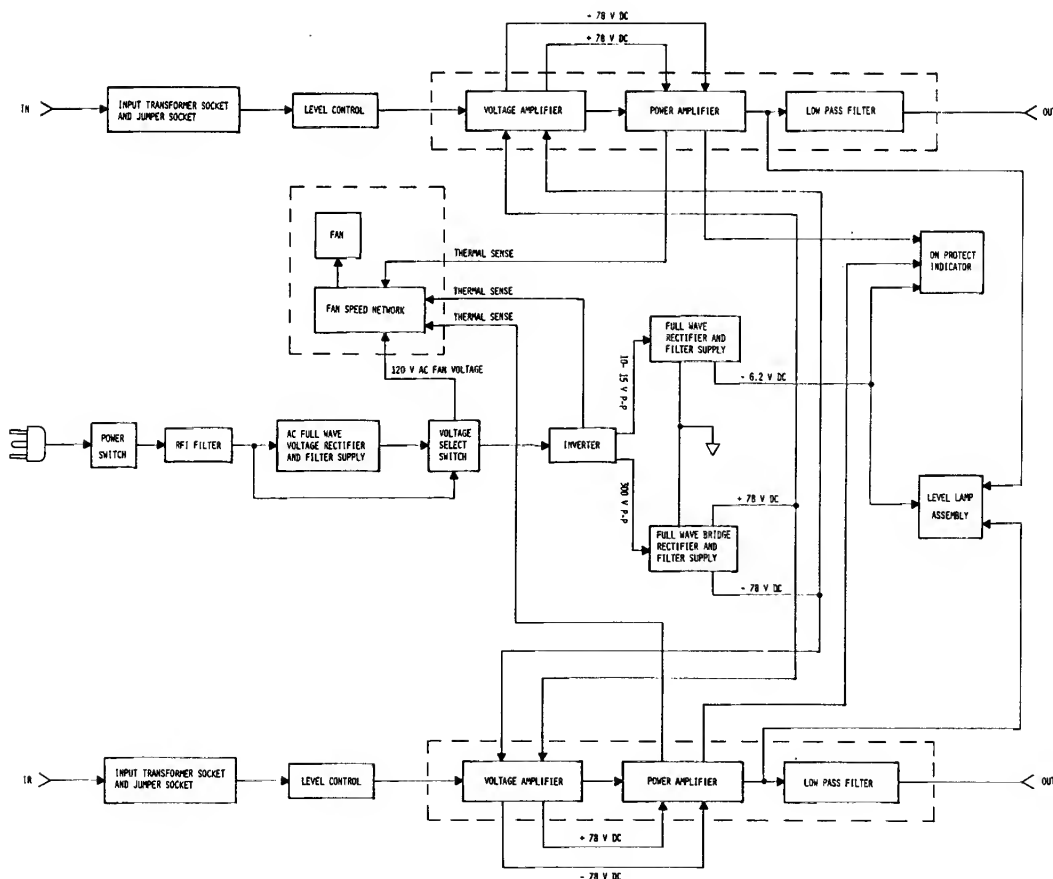 - 78 V DC
+ 78 V DC
IN
INPUT TRANSFORMER SOCKET
AND JUMPER SOCKET
LEVEL CONTROL
VOLTAGE AMPLIFIER
POWER AMPLIFIER
LOW PASS FILTER
OUT
FAN
THERMAL SENSE
ON PROTECT
INDICATOR
FAN SPEED NETWORK
THERMAL SENSE
THERMAL SENSE
FULL WAVE
RECTIFIER AND
FILTER SUPPLY
120 V AC FAN VOLTAGE
10- 15 V P-P
- 6.2 V DC
POWER
SWITCH
RFI FILTER
AC FULL WAVE
VOLTAGE RECTIFIER
AND FILTER SUPPLY
VOLTAGE
SELECT
SWITCH
INVERTER
300 V P-P
+ 78 V DC
LEVEL LAMP
ASSEMBLY
FULL WAVE BRIDGE
RECTIFIER AND
FILTER SUPPLY
- 78 V DC
IR
INPUT TRANSFORMER SOCKET
AND JUMPER SOCKET
LEVEL CONTROL
VOLTAGE AMPLIFIER
POWER AMPLIFIER
LOW PASS FILTER
OUT
+ 78 V DC
- 78 V DC